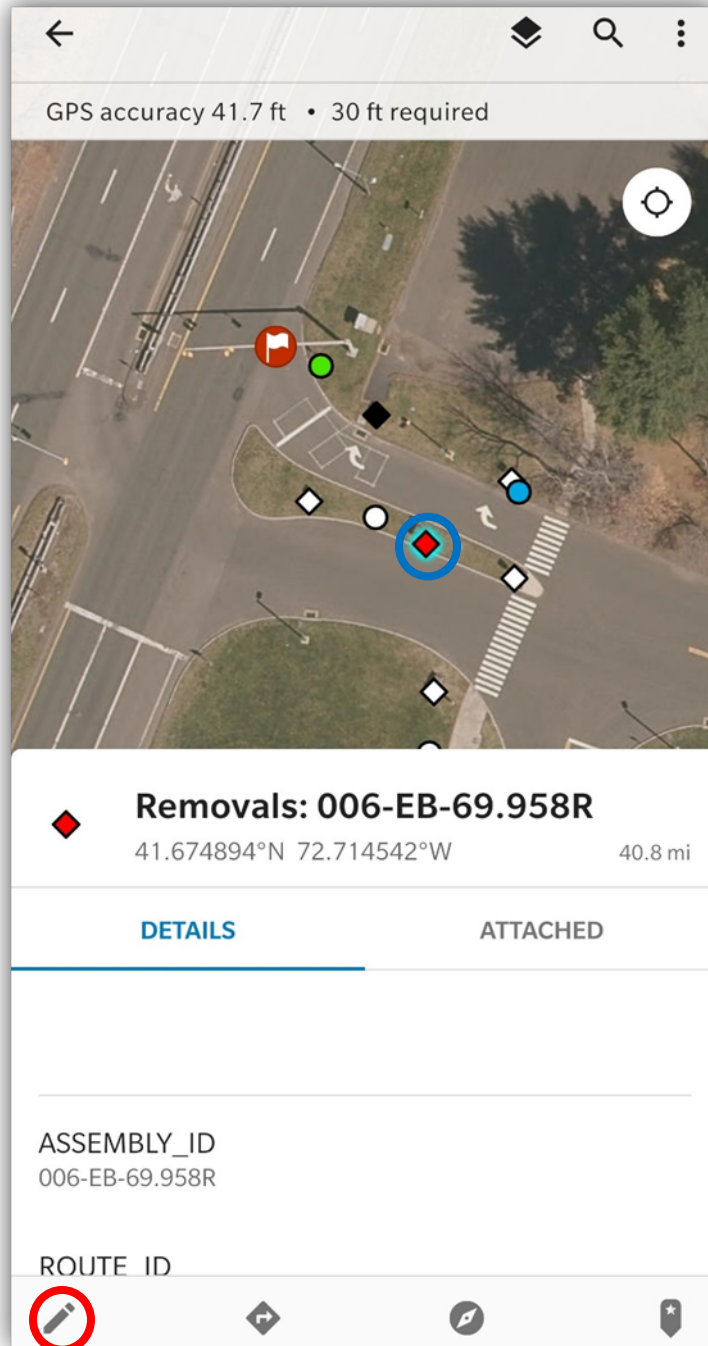 GPS accuracy 41.7 ft • 30 ft required
Removals: 006-EB-69.958R
41.674894°N 72.714542°W 40.8 mi
DETAILS ATTACHED
ASSEMBLY_ID
006-EB-69.958R
ROUTE_ID